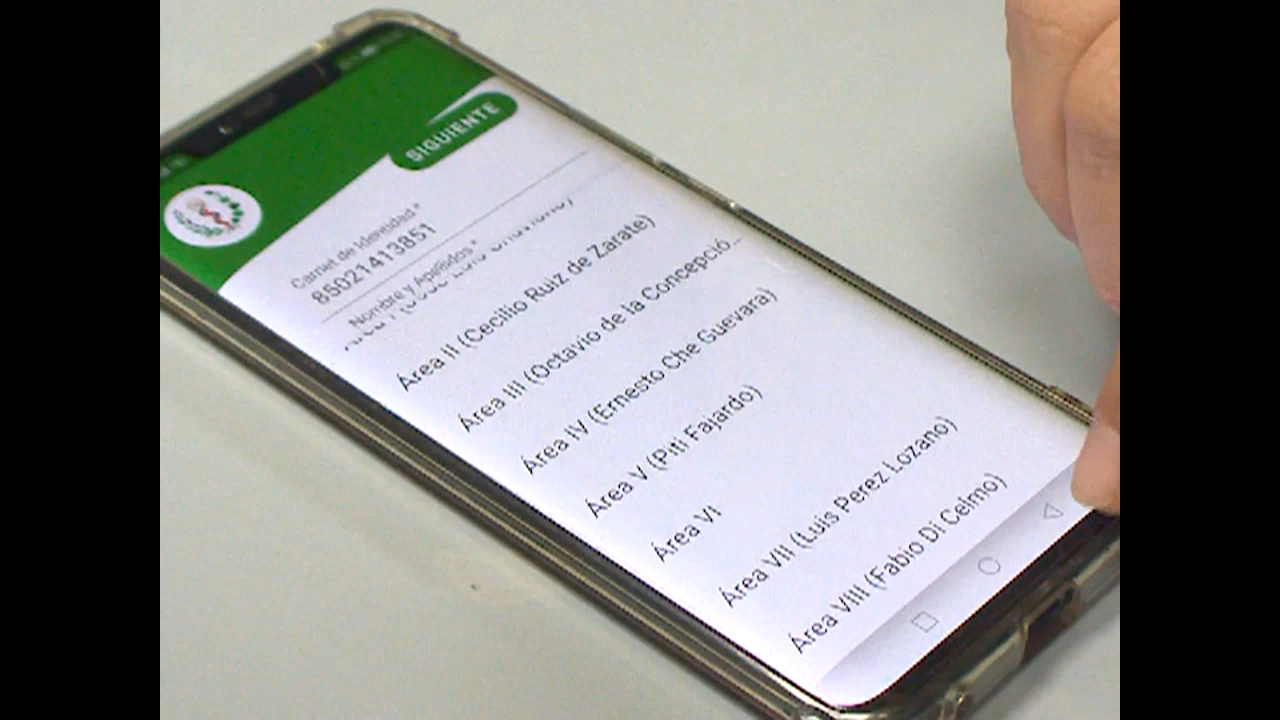 SIGUIENTE
Carnet de Identidad *
85021413851
Nombre y Apellidos *
Área II (Cecilio Ruiz de Zarate)
Área III (Octavio de la Concepció...
Área IV (Ernesto Che Guevara)
Área V (Piti Fajardo)
Área VI
Área VII (Luis Perez Lozano)
Área VIII (Fabio Di Celmo)